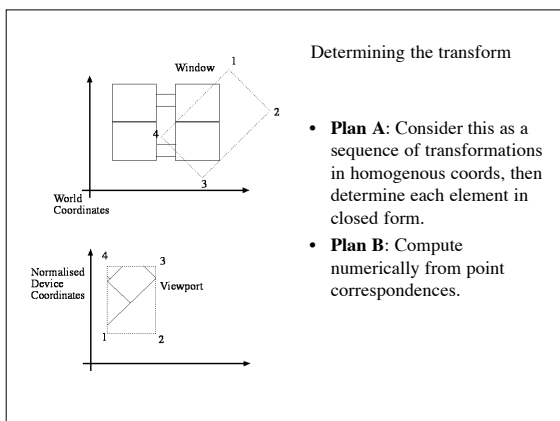 Determining the transform
Window
1
2
4
3
World
Coordinates
4
3
Normalised
Device
Coordinates
Viewport
1
2
• Plan A: Consider this as a
sequence of transformations
in homogenous coords, then
determine each element in
closed form.
• Plan B: Compute
numerically from point
correspondences.